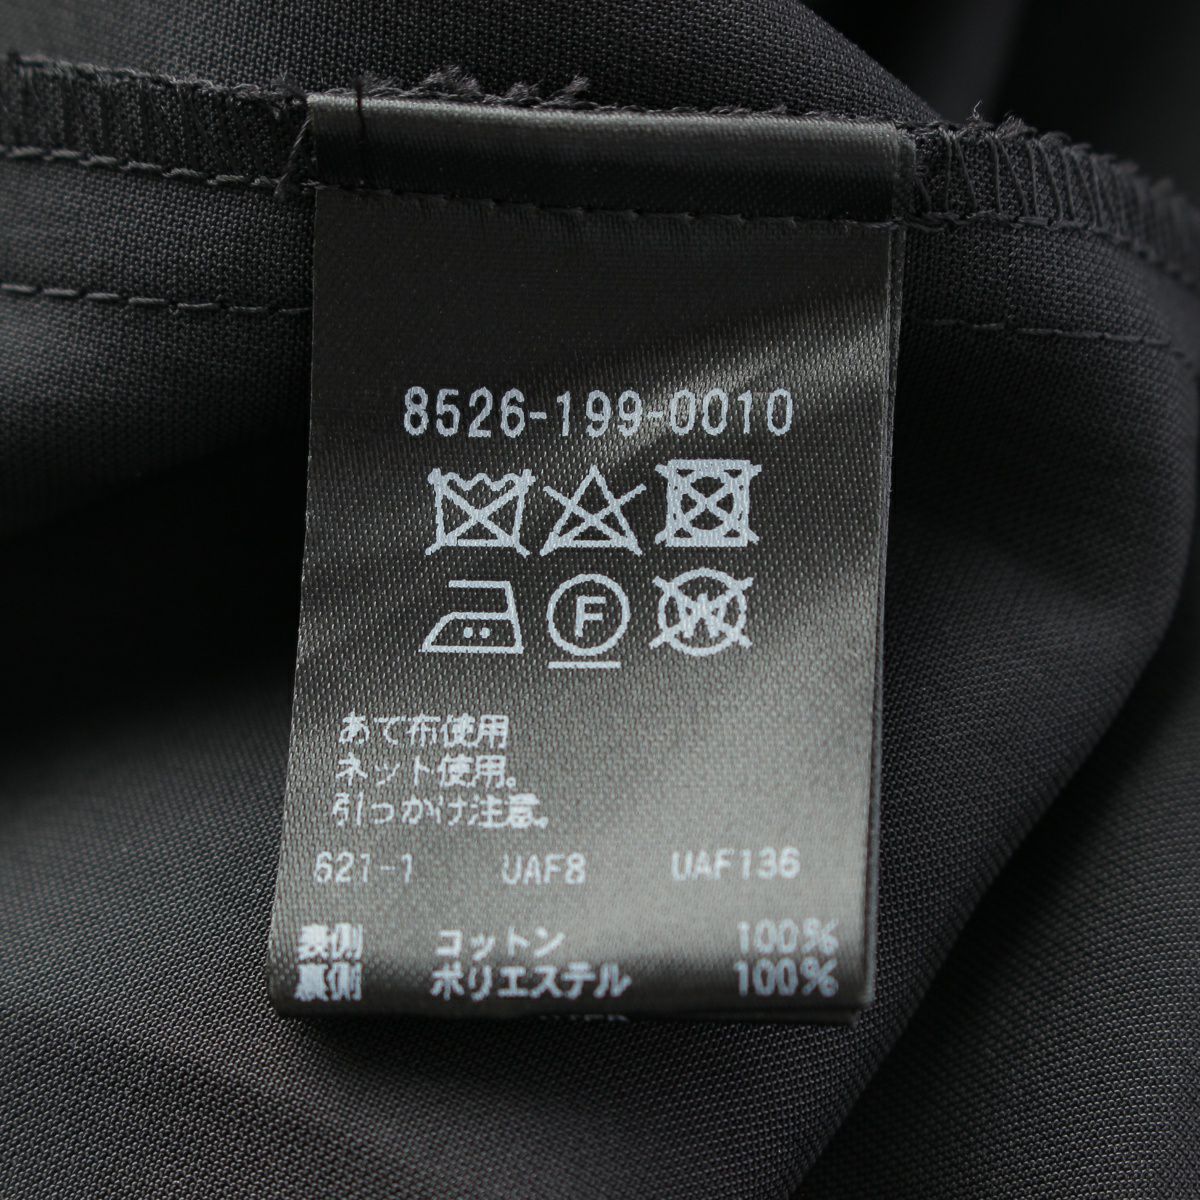 8526-199-0010
F
W
あて布使用
ネット使用。
引っかけ注意。
621-1 UAF8 UAF136
表側 コットン 100%
裏側 ポリエステル 100%